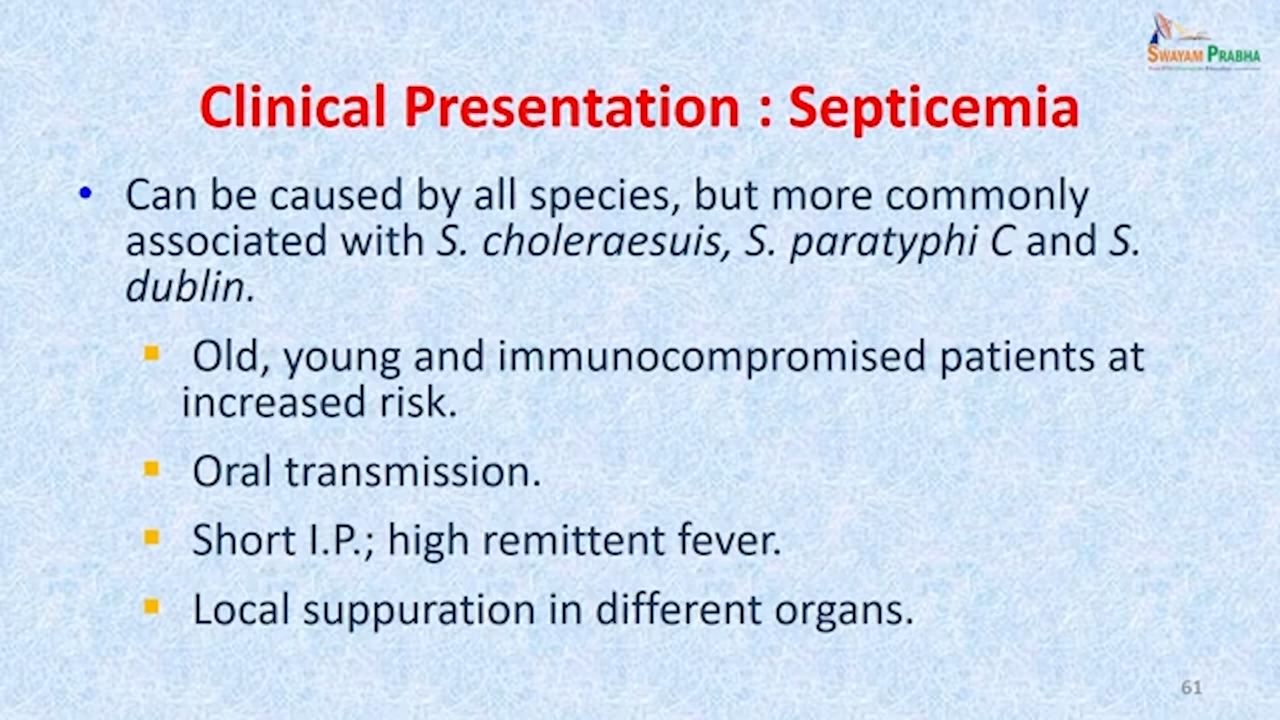 SWAYAM PRABHA
Clinical Presentation : Septicemia
• Can be caused by all species, but more commonly
associated with S. choleraesuis, S. paratyphi C and S.
dublin.
▪ Old, young and immunocompromised patients at
increased risk.
▪ Oral transmission.
▪ Short I.P.; high remittent fever.
▪ Local suppuration in different organs.
61